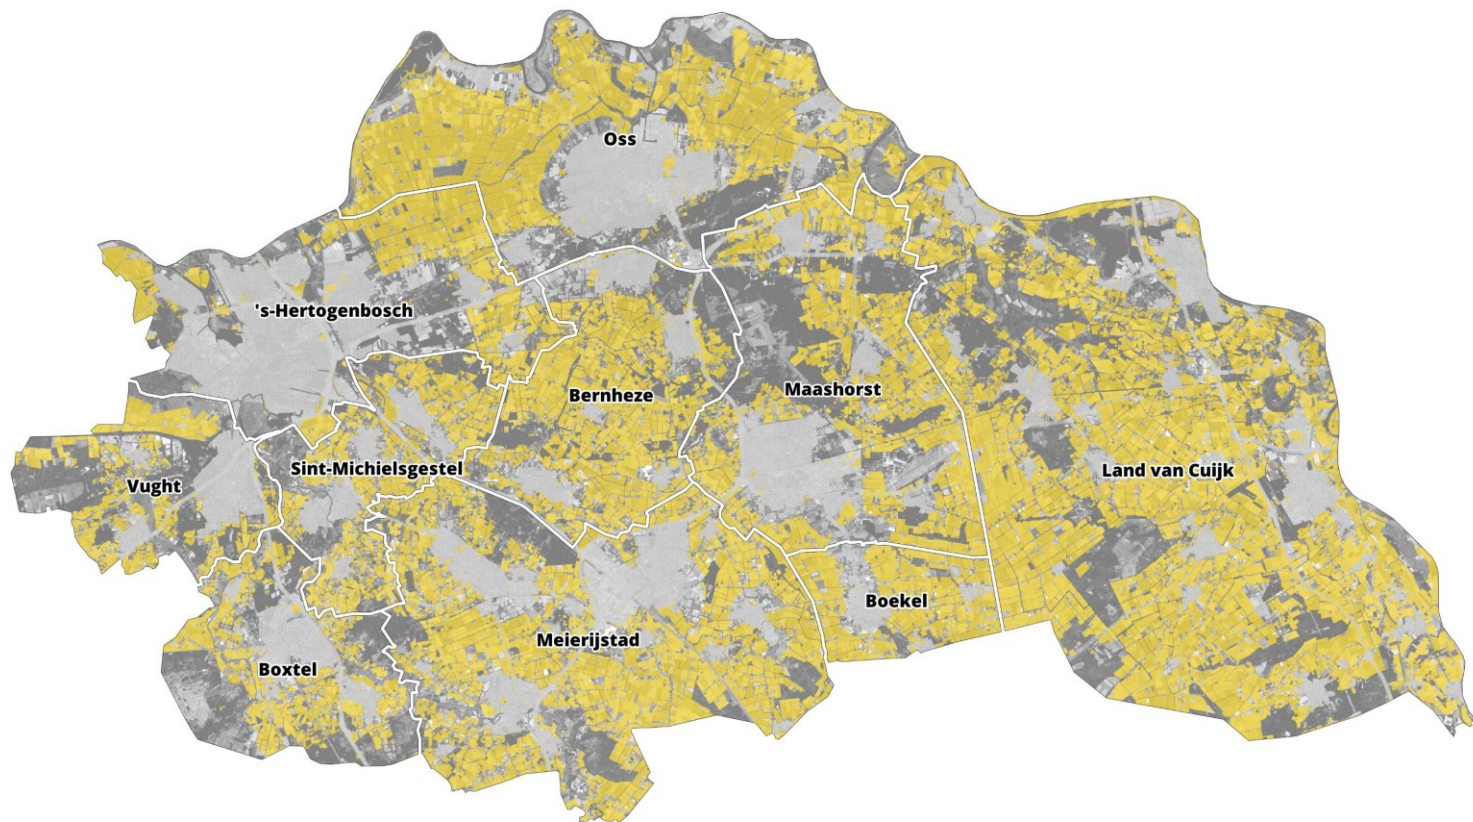 Oss
's-Hertogenbosch
Bernheze
Maashorst
Sint-Michielsgestel
Land van Cuijk
Vught
Boekel
Meierijstad
Boxtel